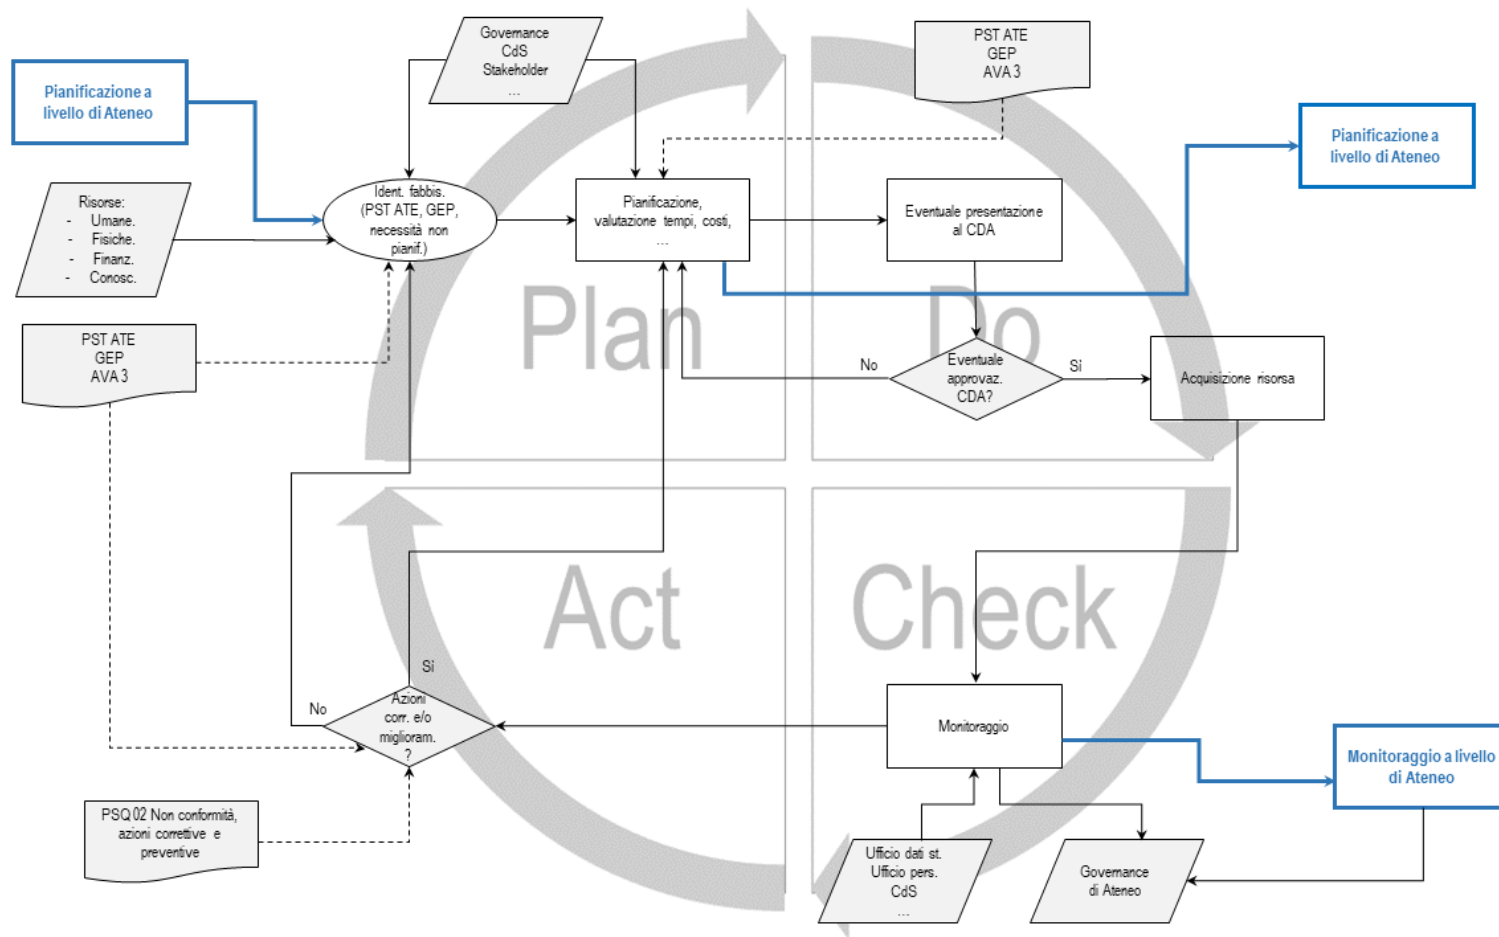 Governance
CdS
Stakeholder
...
PST ATE
GEP
AVA 3
Pianificazione a
livello di Ateneo
Pianificazione a
livello di Ateneo
Risorse:
- Umane.
- Fisiche.
- Finanz.
- Conosc.
Ident. fabbis.
(PST ATE, GEP,
necessità non
pianif.)
Pianificazione,
valutazione tempi, costi,
...
Eventuale presentazione
al CDA
Plan
Do
PST ATE
GEP
AVA 3
No
Eventuale
approvaz.
CDA?
Si
Acquisizione risorsa
Act
Check
Si
No
Azioni
corr. e/o
miglioram.
?
Monitoraggio
Monitoraggio a livello
di Ateneo
PSQ 02 Non conformità,
azioni correttive e
preventive
Ufficio dati st.
Ufficio pers.
CdS
...
Governance
di Ateneo